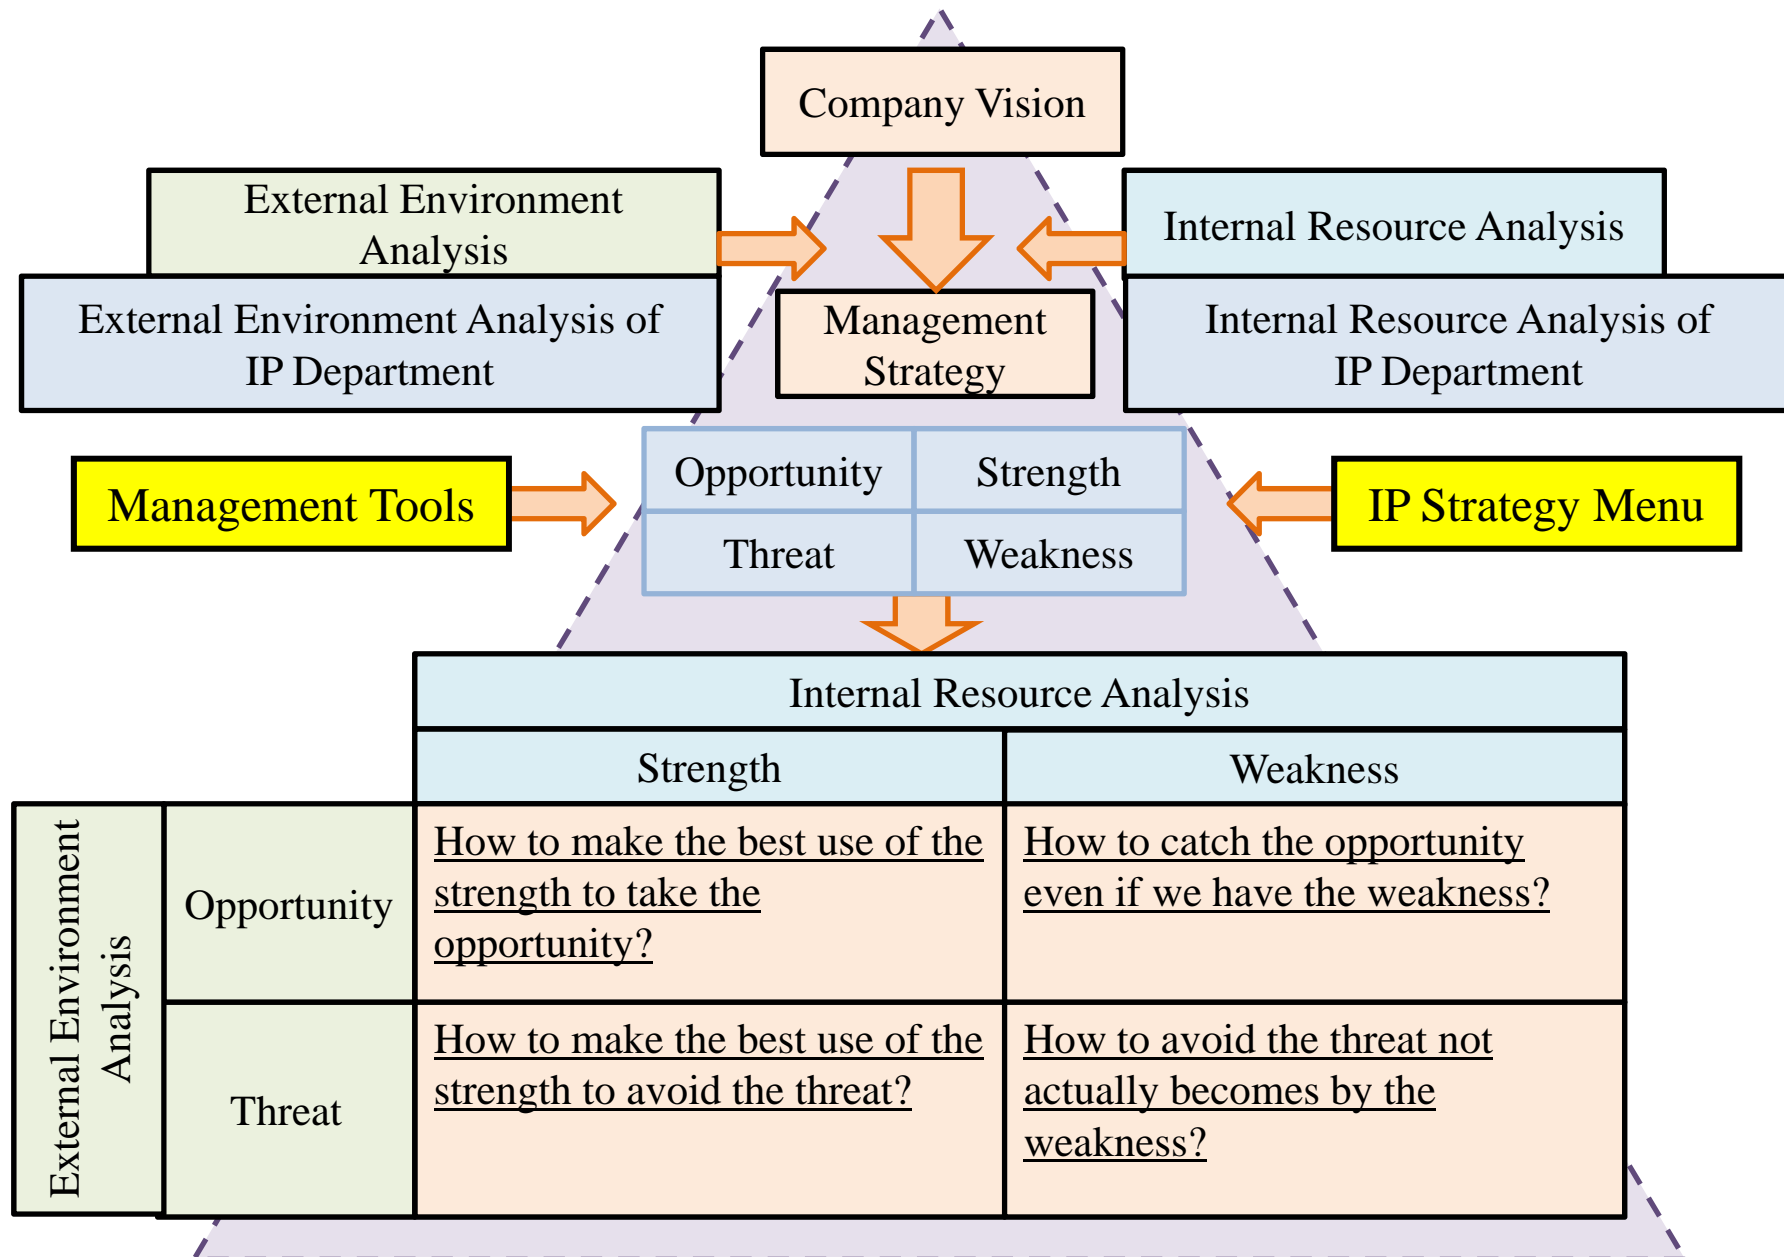 Company Vision
External Environment
Analysis
Internal Resource Analysis
External Environment Analysis of
IP Department
Management
Strategy
Internal Resource Analysis of
IP Department
Management Tools
Opportunity
Strength
Threat
Weakness
IP Strategy Menu
Internal Resource Analysis
Strength
Weakness
External Environment
Analysis
Opportunity
How to make the best use of the
strength to take the
opportunity?
How to catch the opportunity
even if we have the weakness?
Threat
How to make the best use of the
strength to avoid the threat?
How to avoid the threat not
actually becomes by the
weakness?